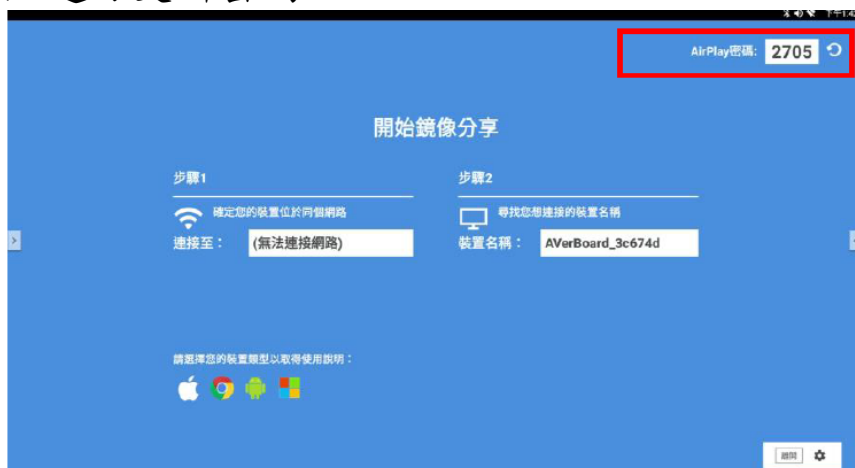 下午1:4
AirPlay密碼: 2705
開始鏡像分享
步驟1
確定您的裝置位於同個網路
連接至： (無法連接網路)
步驟2
尋找您想連接的裝置名稱
裝置名稱： AVerBoard_3c674d
請選擇您的裝置類型以取得使用說明：
離開